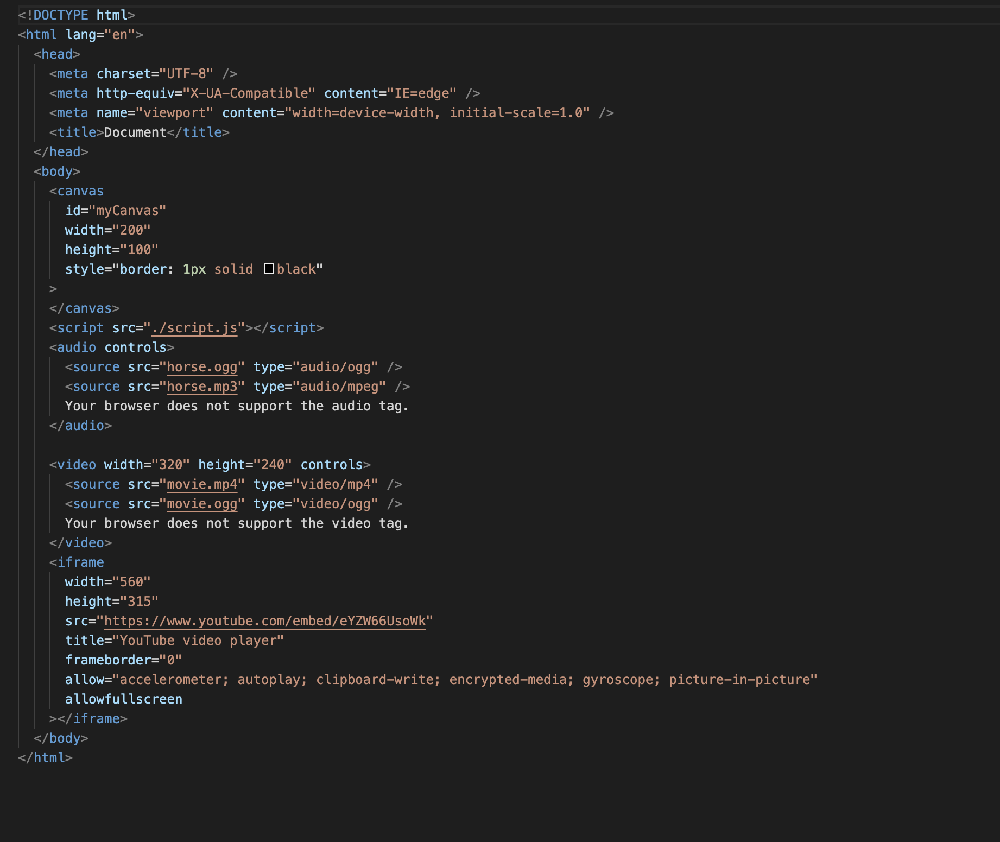 <!DOCTYPE html>
<html lang="en">
  <head>
    <meta charset="UTF-8" />
    <meta http-equiv="X-UA-Compatible" content="IE=edge" />
    <meta name="viewport" content="width=device-width, initial-scale=1.0" />
    <title>Document</title>
  </head>
  <body>
    <canvas
      id="myCanvas"
      width="200"
      height="100"
      style="border: 1px solid black"
    >
    </canvas>
    <script src="./script.js"></script>
    <audio controls>
      <source src="horse.ogg" type="audio/ogg" />
      <source src="horse.mp3" type="audio/mpeg" />
      Your browser does not support the audio tag.
    </audio>

    <video width="320" height="240" controls>
      <source src="movie.mp4" type="video/mp4" />
      <source src="movie.ogg" type="video/ogg" />
      Your browser does not support the video tag.
    </video>
    <iframe
      width="560"
      height="315"
      src="https://www.youtube.com/embed/eYZW66UsoWk"
      title="YouTube video player"
      frameborder="0"
      allow="accelerometer; autoplay; clipboard-write; encrypted-media; gyroscope; picture-in-picture"
      allowfullscreen
    ></iframe>
  </body>
</html>